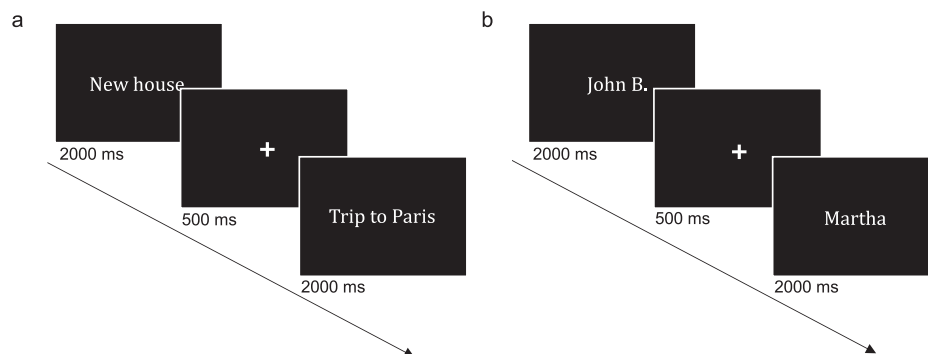 a
New house
2000 ms
+
500 ms
Trip to Paris
2000 ms
b
John B.
2000 ms
+
500 ms
Martha
2000 ms